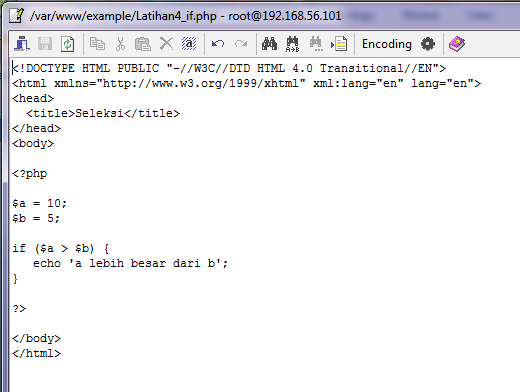 /var/www/example/Latihan4_if.php - root@192.168.56.101
Encoding
<!DOCTYPE HTML PUBLIC "-//W3C//DTD HTML 4.0 Transitional//EN">
<html xmlns="http://www.w3.org/1999/xhtml" xml:lang="en" lang="en">
<head>
  <title>Seleksi</title>
</head>
<body>

<?php

$a = 10;
$b = 5;

if ($a > $b) {
   echo 'a lebih besar dari b';
}

?>

</body>
</html>